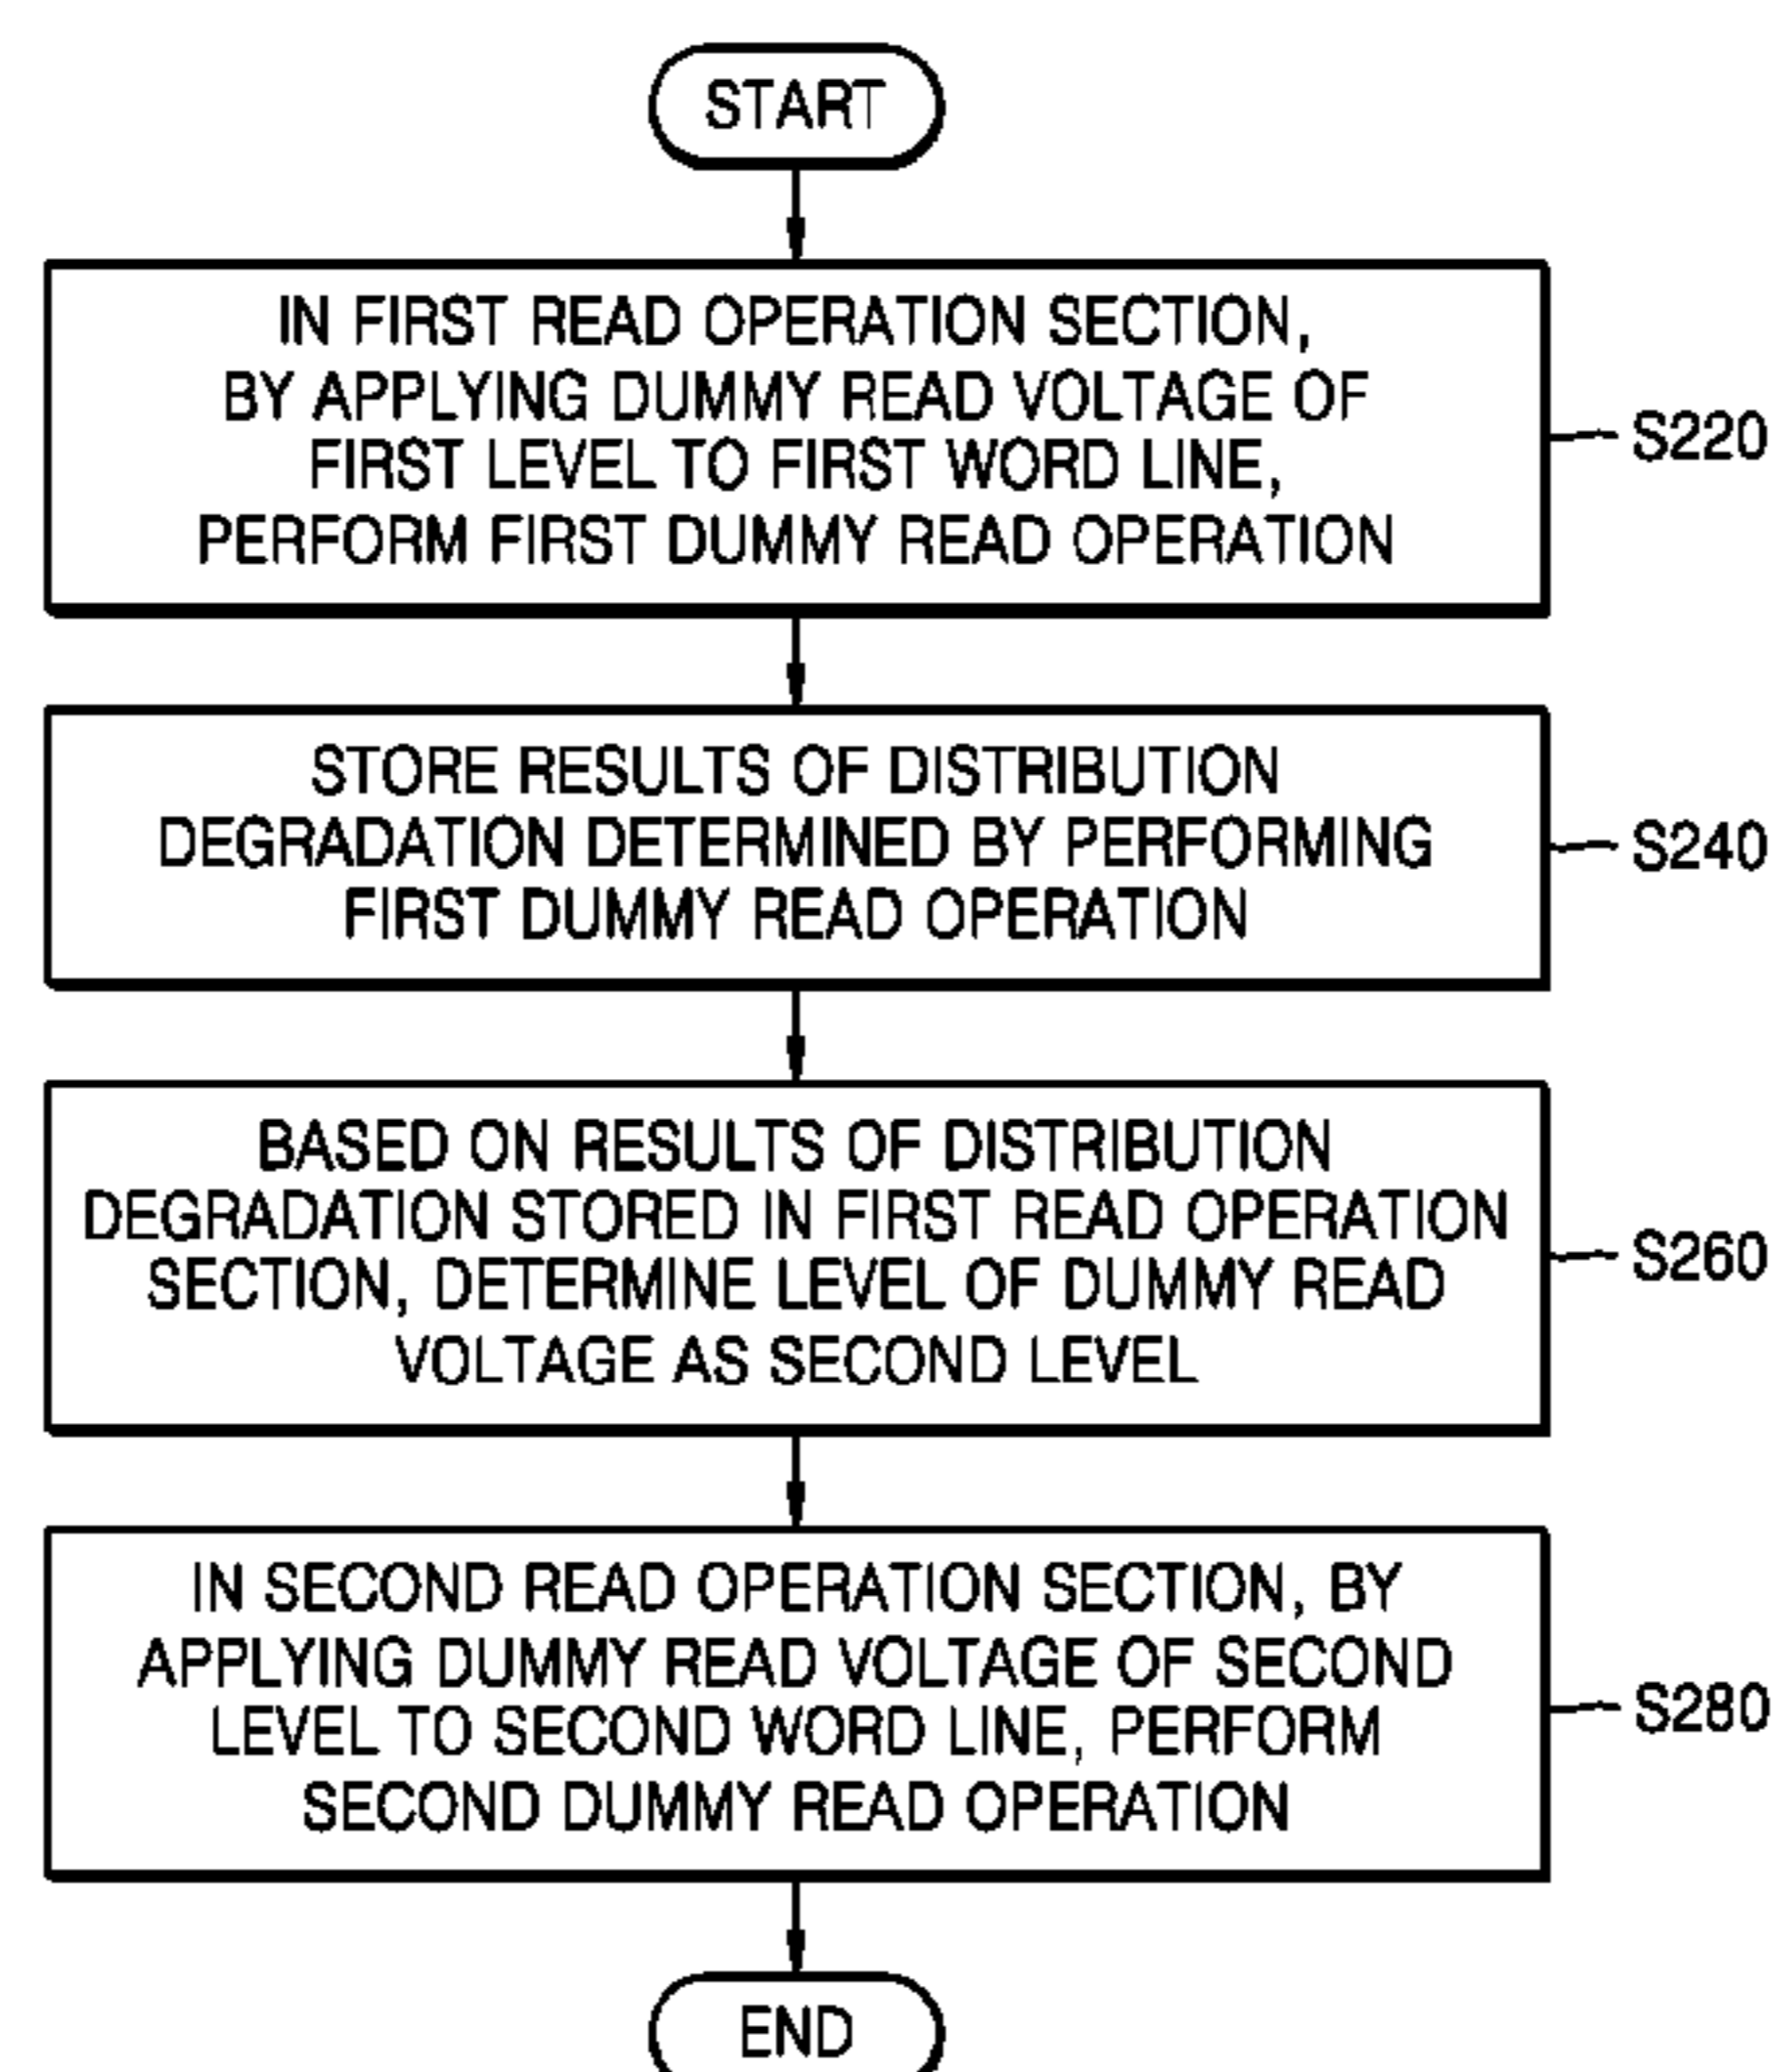 START
IN FIRST READ OPERATION SECTION,
BY APPLYING DUMMY READ VOLTAGE OF
FIRST LEVEL TO FIRST WORD LINE,
PERFORM FIRST DUMMY READ OPERATION
S220
STORE RESULTS OF DISTRIBUTION
DEGRADATION DETERMINED BY PERFORMING
FIRST DUMMY READ OPERATION
S240
BASED ON RESULTS OF DISTRIBUTION
DEGRADATION STORED IN FIRST READ OPERATION
SECTION, DETERMINE LEVEL OF DUMMY READ
VOLTAGE AS SECOND LEVEL
S260
IN SECOND READ OPERATION SECTION, BY
APPLYING DUMMY READ VOLTAGE OF SECOND
LEVEL TO SECOND WORD LINE, PERFORM
SECOND DUMMY READ OPERATION
S280
END